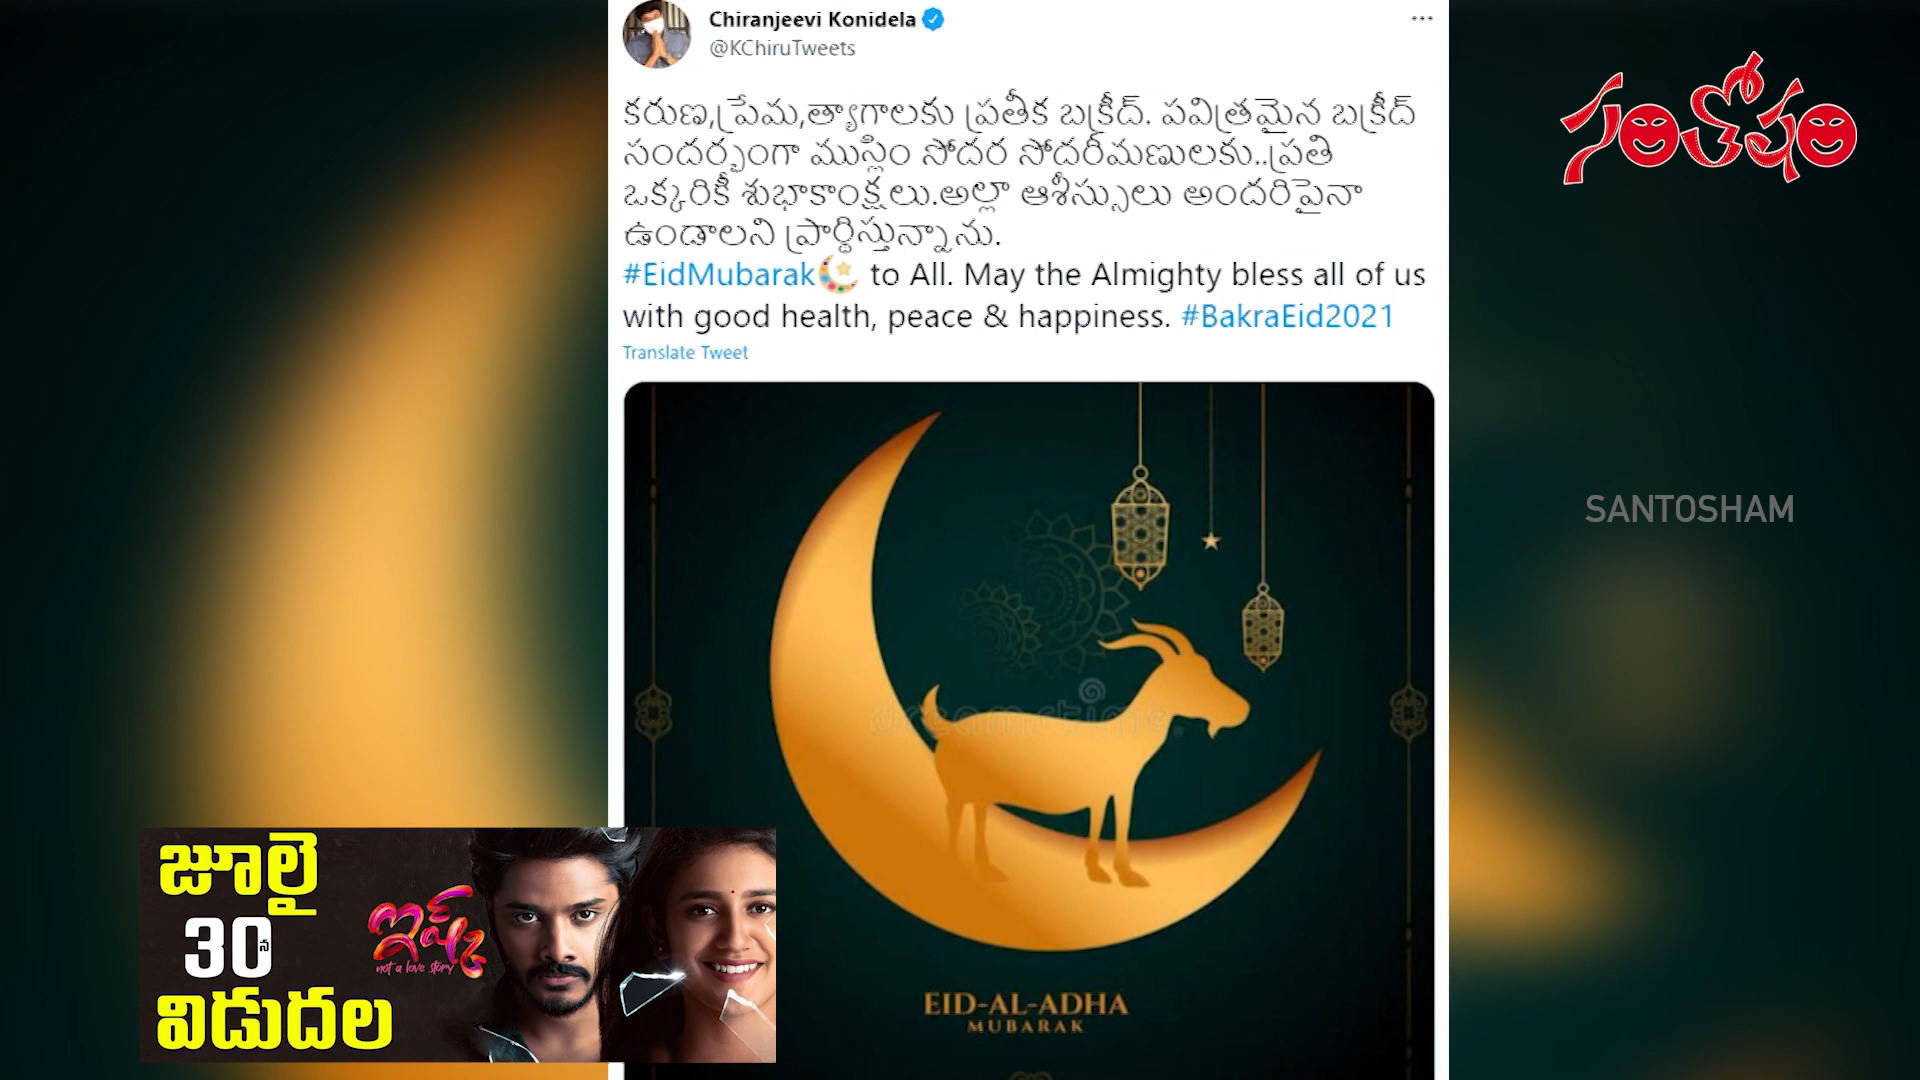 Chiranjeevi Konidela
@KChiruTweets
కరుణ,ప్రేమ,త్యాగాలకు ప్రతీక బక్రీద్. పవిత్రమైన బక్రీద్
సందర్భంగా ముస్లిం సోదర సోదరీమణులకు..ప్రతి
ఒక్కరికీ శుభాకాంక్షలు.అల్లా ఆశీస్సులు అందరిపైనా
ఉండాలని ప్రార్థిస్తున్నాను.
#EidMubarak to All. May the Almighty bless all of us
with good health, peace & happiness. #BakraEid2021
Translate Tweet
dreamstime.
EID-AL-ADHA
MUBARAK
సంతోషం
SANTOSHAM
జూలై
30న
విడుదల
ఇష్క్
not a love story